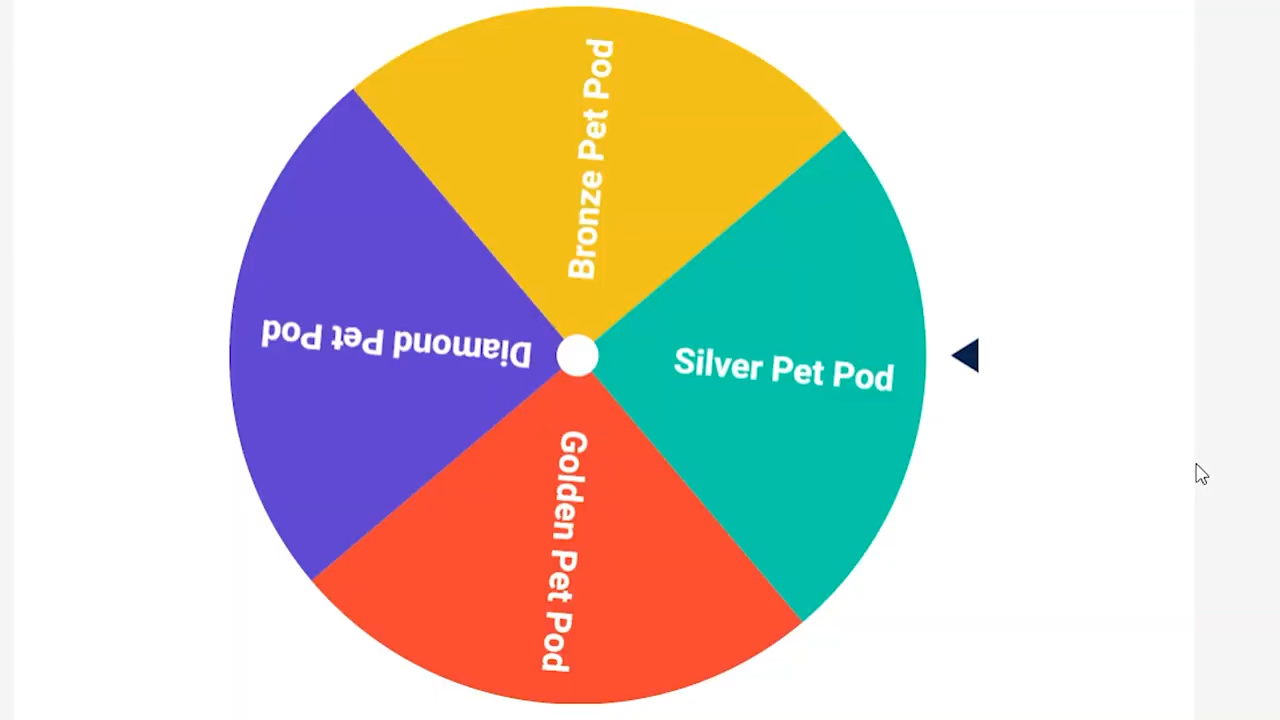 Bronze Pet Pod
Diamond Pet Pod
Silver Pet Pod
Golden Pet Pod